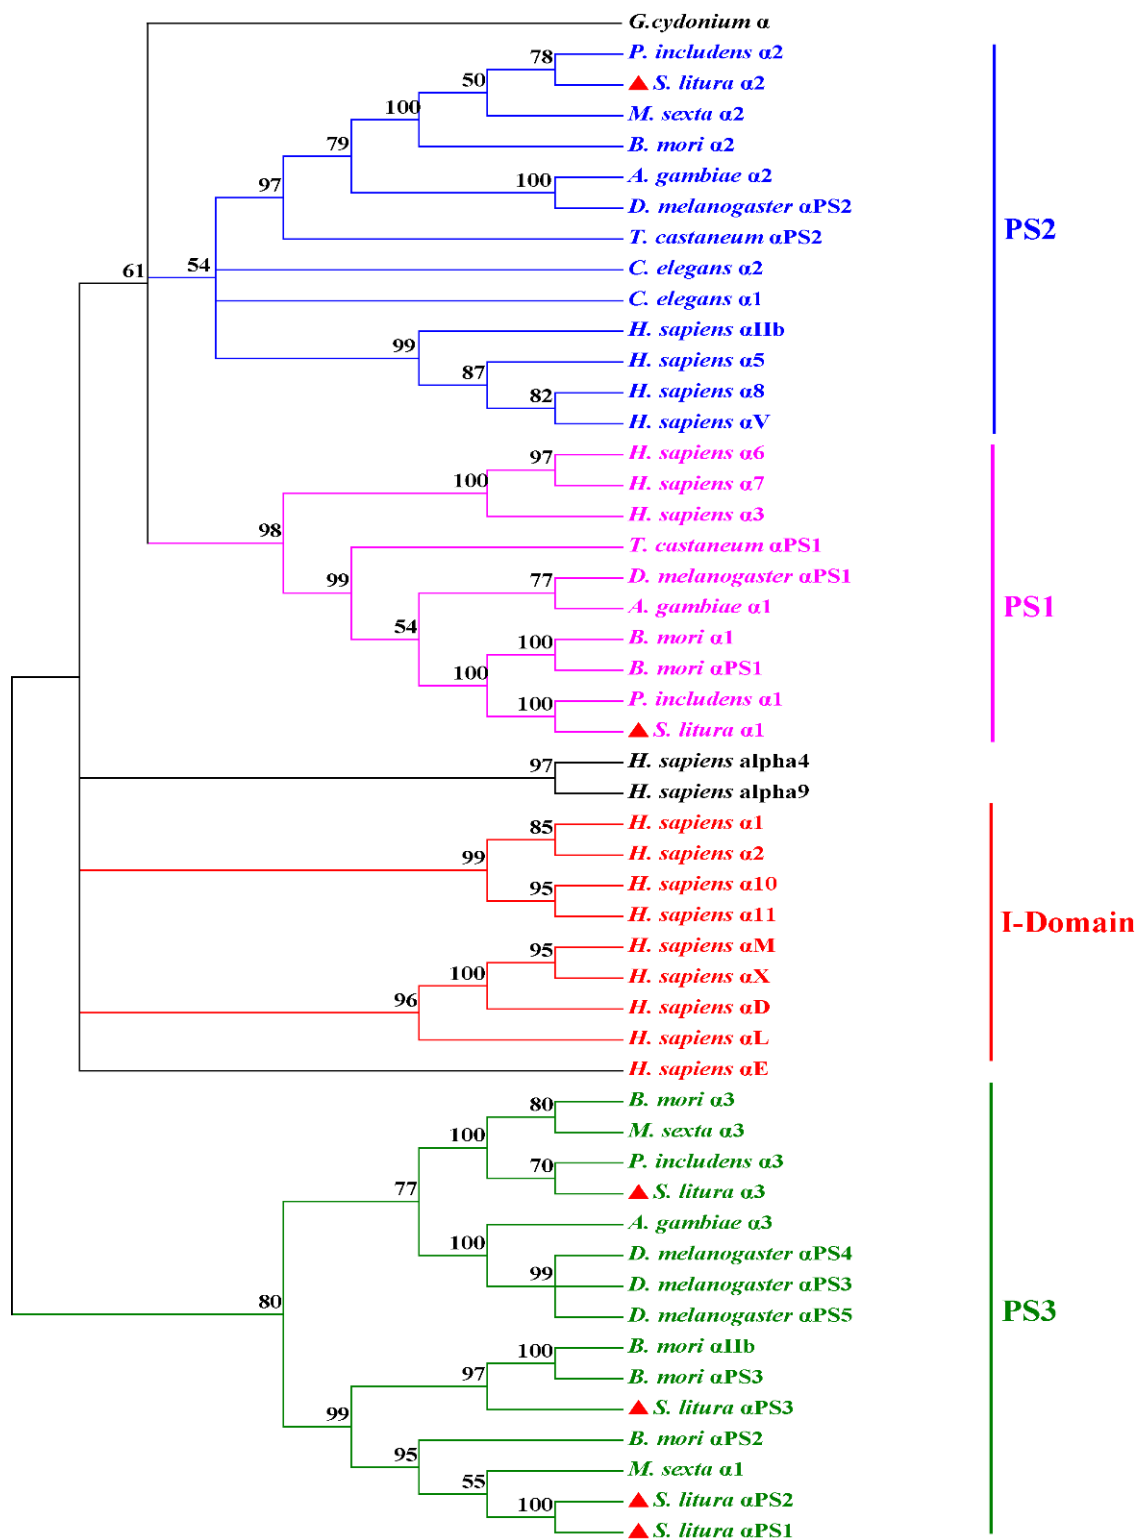 G.cydonium α
P. includens α2
78
S. litura α2
50
M. sexta α2
100
B. mori α2
79
A. gambiae α2
100
97
D. melanogaster αPS2
PS2
T. castaneum αPS2
54
C. elegans α2
61
C. elegans α1
H. sapiens αIIb
99
H. sapiens α5
87
H. sapiens α8
82
H. sapiens αV
H. sapiens α6
97
H. sapiens α7
100
H. sapiens α3
98
T. castaneum αPS1
D. melanogaster αPS1
77
99
A. gambiae α1
PS1
54
B. mori α1
100
B. mori αPS1
100
P. includens α1
100
S. litura α1
H. sapiens alpha4
97
H. sapiens alpha9
H. sapiens α1
85
H. sapiens α2
99
H. sapiens α10
95
H. sapiens α11
I-Domain
H. sapiens αM
95
H. sapiens αX
100
H. sapiens αD
96
H. sapiens αL
H. sapiens αE
B. mori α3
80
M. sexta α3
100
P. includens α3
70
S. litura α3
77
A. gambiae α3
D. melanogaster αPS4
100
99
D. melanogaster αPS3
80
PS3
D. melanogaster αPS5
B. mori αIIb
100
B. mori αPS3
97
S. litura αPS3
99
B. mori αPS2
95
M. sexta α1
55
S. litura αPS2
100
S. litura αPS1